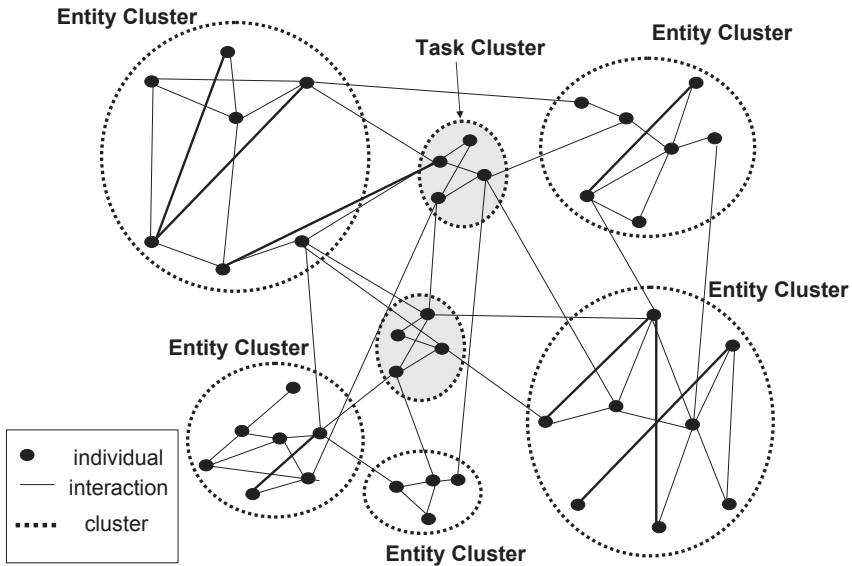 Entity Cluster
Task Cluster
Entity Cluster
Entity Cluster
Entity Cluster
individual
interaction
cluster
Entity Cluster